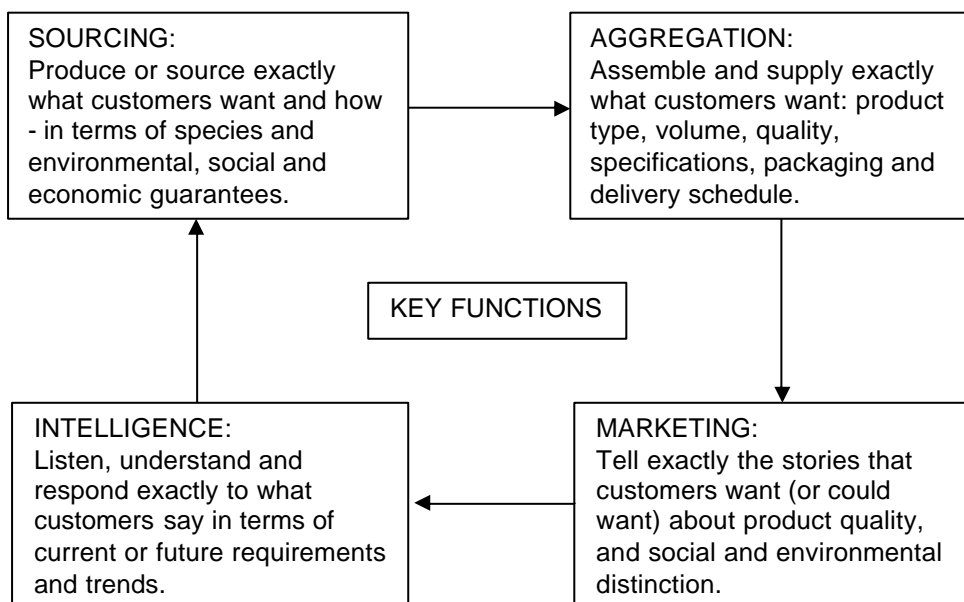 SOURCING:
Produce or source exactly
what customers want and how
- in terms of species and
environmental, social and
economic guarantees.
AGGREGATION:
Assemble and supply exactly
what customers want: product
type, volume, quality,
specifications, packaging and
delivery schedule.
KEY FUNCTIONS
INTELLIGENCE:
Listen, understand and
respond exactly to what
customers say in terms of
current or future requirements
and trends.
MARKETING:
Tell exactly the stories that
customers want (or could
want) about product quality,
and social and environmental
distinction.